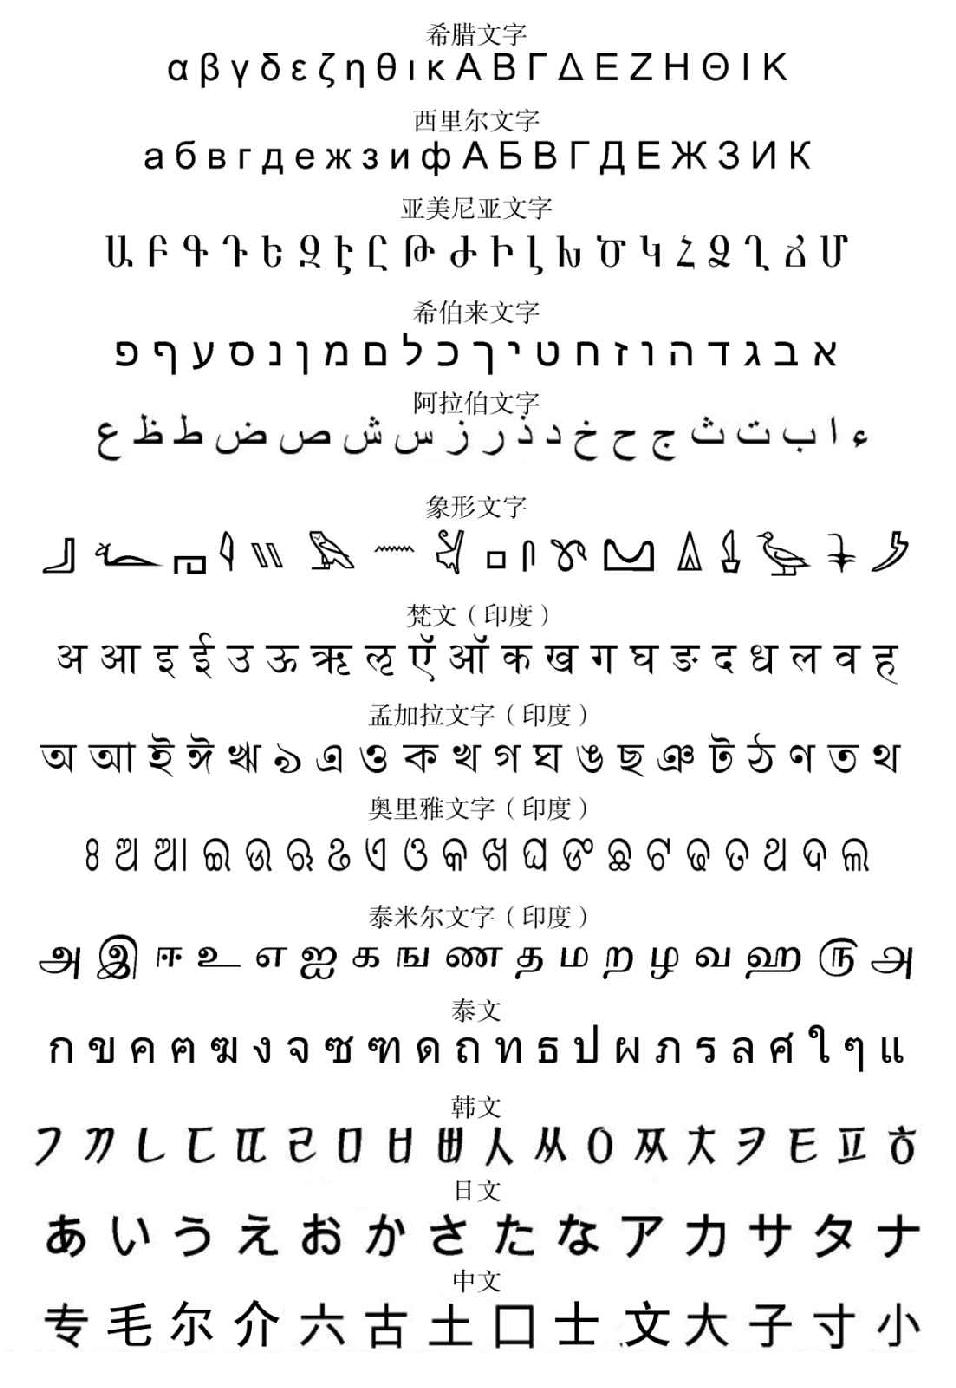 希腊文字
α β γ δ ε ζ η θ ι κ Α Β Γ Δ Ε Ζ Η Θ Ι Κ
西里尔文字
а б в г д е ж з и ф А Б В Г Д Е Ж З И К
亚美尼亚文字
Ա Բ Գ Դ Ե Զ Է Ը Թ Ժ Ի Լ Խ Ծ Կ Հ Ձ Ղ Ճ Մ
希伯来文字
א ב ג ד ה ו ז ח ט י ך כ ל ם מ ן נ ס ע ף פ
阿拉伯文字
ء ا ب ت ث ج ح خ د ذ ر ز س ش ص ض ط ظ ع
象形文字
梵文（印度）
अ आ इ ई उ ऊ ऋ ऌ ऍ ऑ क ख ग घ ङ द ध ल व ह
孟加拉文字（印度）
অ আ ই ঈ ঋ ঌ এ ও ক খ গ ঘ ঙ ছ ঞ ট ঠ ণ ত থ
奥里雅文字（印度）
ଃ ଅ ଆ ଇ ଉ ଋ ଌ ଏ ଓ କ ଖ ଘ ଙ ଛ ଟ ଢ ତ ଥ ଦ ଲ
泰米尔文字（印度）
அ இ ஈ உ எ ஐ க ங ண த ம ற ழ வ ஹ ௫ அ
泰文
ก ข ค ฅ ฆ ง จ ซ ฑ ด ถ ท ธ ป ผ ภ ร ล ศ ใ ๆ แ
韩文
ㄱ ㄲ ㄴ ㄷ ㄸ ㄹ ㅁ ㅂ ㅃ ㅅ ㅆ ㅇ ㅉ ㅊ ㅋ ㅌ ㅍ ㅎ
日文
あ い う え お か さ た な ア カ サ タ ナ
中文
专 毛 尔 介 六 古 土 囗 士 文 大 子 寸 小